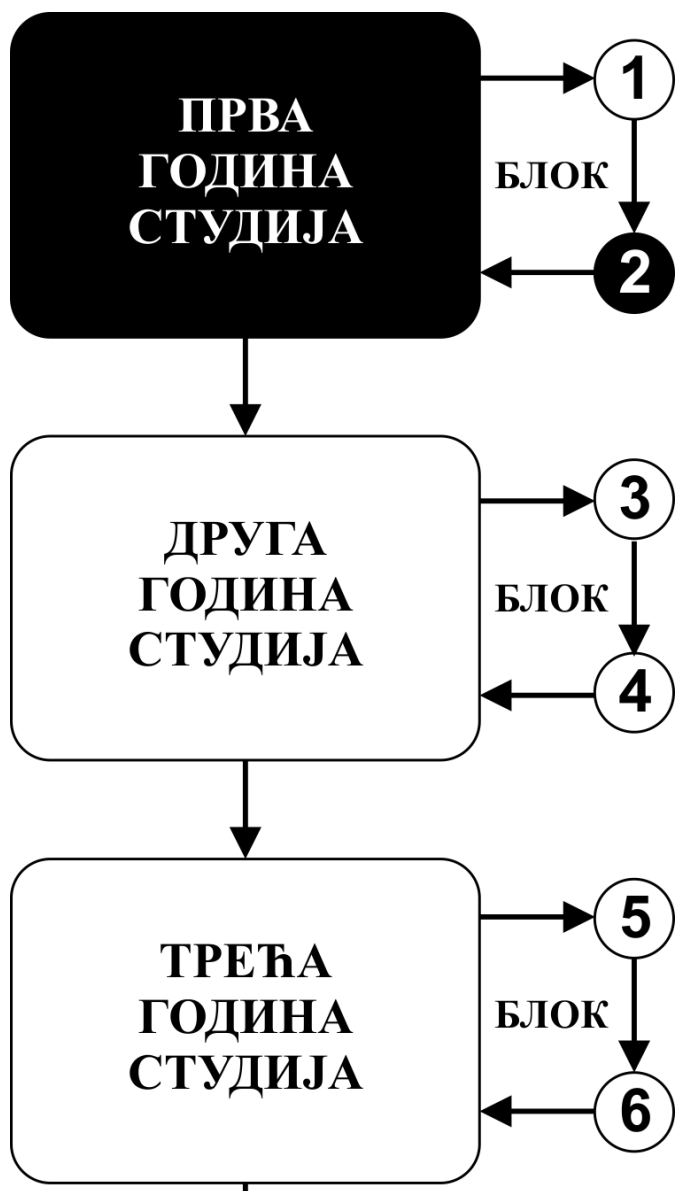 ПРВА
ГОДИНА
СТУДИЈА
1
БЛОК
2
ДРУГА
ГОДИНА
СТУДИЈА
3
БЛОК
4
ТРЕЋА
ГОДИНА
СТУДИЈА
5
БЛОК
6